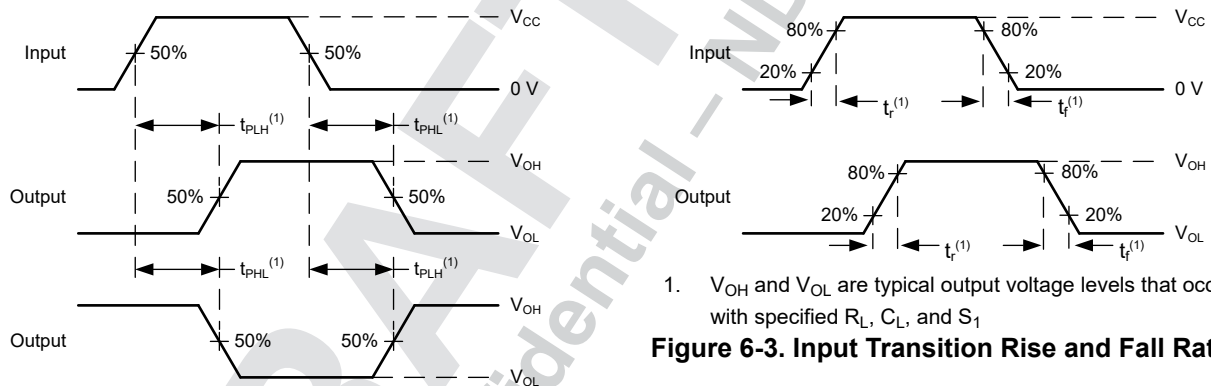 V_CC
Input
50%
50%
0 V
t_PLH^(1)
t_PHL^(1)
V_OH
Output
50%
50%
V_OL
t_PHL^(1)
t_PLH^(1)
V_OH
Output
50%
50%
V_OL
V_CC
80%
80%
Input
20%
20%
0 V
t_r^(1)
t_f^(1)
V_OH
80%
80%
Output
20%
20%
V_OL
t_r^(1)
t_f^(1)
1. V_OH and V_OL are typical output voltage levels that occ
with specified R_L, C_L, and S_1
Figure 6-3. Input Transition Rise and Fall Rat